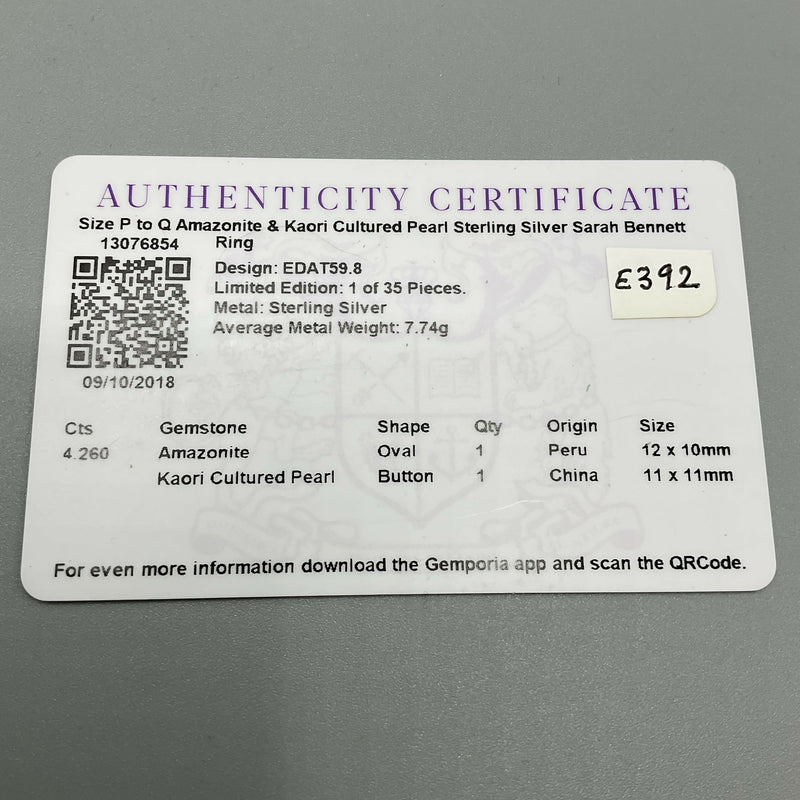 AUTHENTICITY CERTIFICATE
Size P to Q Amazonite & Kaori Cultured Pearl Sterling Silver Sarah Bennett
13076854 Ring
Design: EDAT59.8
Limited Edition: 1 of 35 Pieces.
Metal: Sterling Silver
Average Metal Weight: 7.74g
E392
09/10/2018
Cts Gemstone Shape Qty Origin Size
4.260 Amazonite Oval 1 Peru 12 x 10mm
Kaori Cultured Pearl Button 1 China 11 x 11mm
For even more information download the Gemporia app and scan the QRCode.